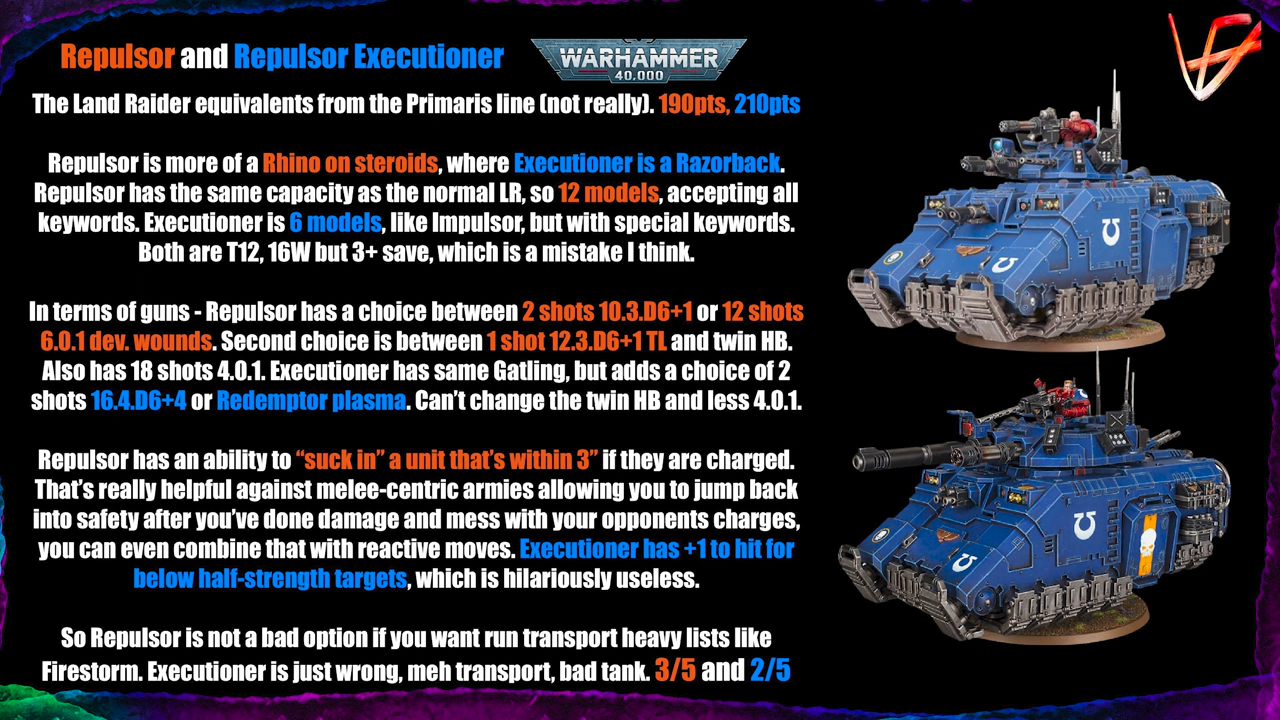 Repulsor and Repulsor Executioner
WARHAMMER
40,000
The Land Raider equivalents from the Primaris line (not really). 190pts, 210pts
Repulsor is more of a Rhino on steroids, where Executioner is a Razorback.
Repulsor has the same capacity as the normal LR, so 12 models, accepting all
keywords. Executioner is 6 models, like Impulsor, but with special keywords.
Both are T12, 16W but 3+ save, which is a mistake I think.
In terms of guns - Repulsor has a choice between 2 shots 10.3.D6+1 or 12 shots
6.0.1 dev. wounds. Second choice is between 1 shot 12.3.D6+1 TL and twin HB.
Also has 18 shots 4.0.1. Executioner has same Gatling, but adds a choice of 2
shots 16.4.D6+4 or Redemptor plasma. Can't change the twin HB and less 4.0.1.
Repulsor has an ability to “suck in” a unit that's within 3” if they are charged.
That's really helpful against melee-centric armies allowing you to jump back
into safety after you've done damage and mess with your opponents charges,
you can even combine that with reactive moves. Executioner has +1 to hit for
below half-strength targets, which is hilariously useless.
So Repulsor is not a bad option if you want run transport heavy lists like
Firestorm. Executioner is just wrong, meh transport, bad tank. 3/5 and 2/5